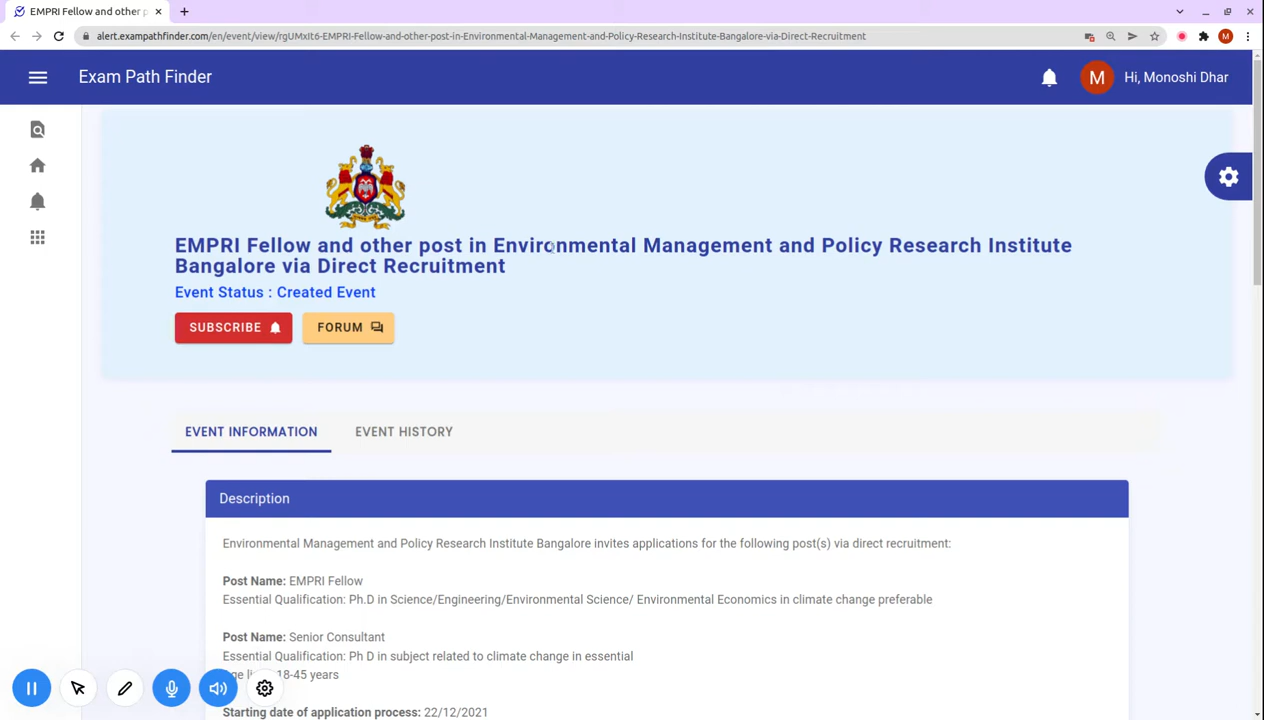 EMPRI Fellow and other p
alert.exampathfinder.com/en/event/view/rgUMxIt6-EMPRI-Fellow-and-other-post-in-Environmental-Management-and-Policy-Research-Institute-Bangalore-via-Direct-Recruitment
M
Exam Path Finder
M
Hi, Monoshi Dhar
EMPRI Fellow and other post in Environmental Management and Policy Research Institute
Bangalore via Direct Recruitment
Event Status : Created Event
SUBSCRIBE
FORUM
EVENT INFORMATION
EVENT HISTORY
Description
Environmental Management and Policy Research Institute Bangalore invites applications for the following post(s) via direct recruitment:
Post Name: EMPRI Fellow
Essential Qualification: Ph.D in Science/Engineering/Environmental Science/ Environmental Economics in climate change preferable
Post Name: Senior Consultant
Essential Qualification: Ph D in subject related to climate change in essential
18-45 years
Starting date of application process: 22/12/2021